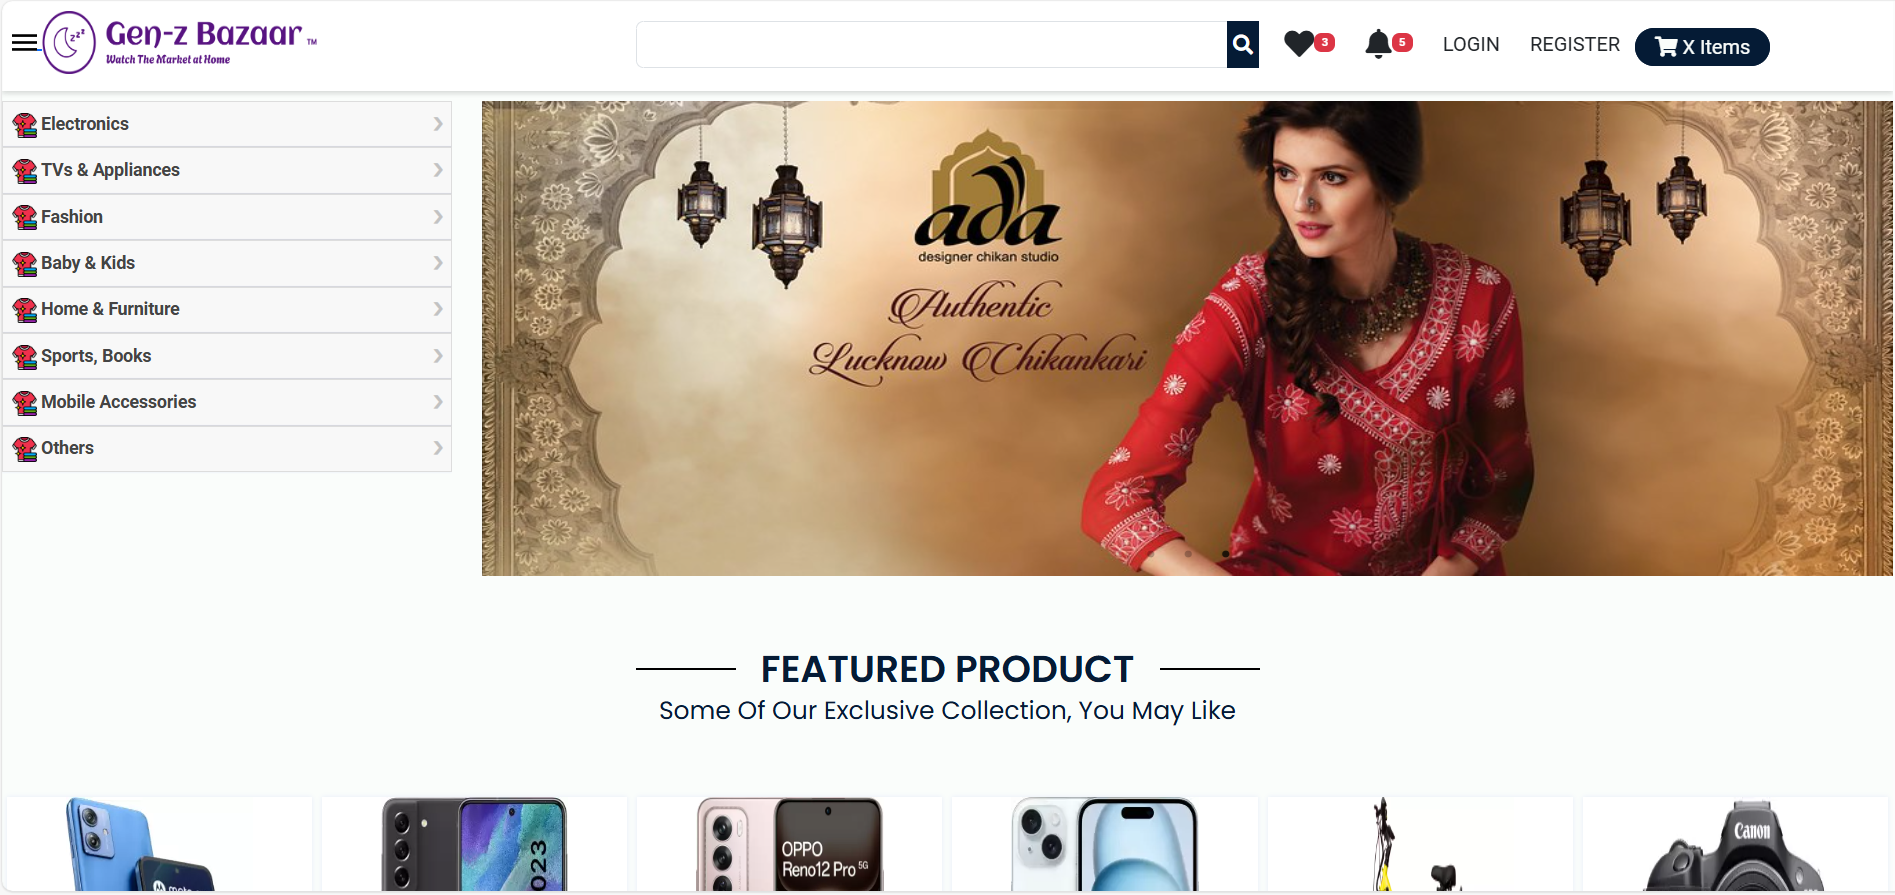 Gen-z Bazaar TM
Watch The Market at Home
3
5
LOGIN
REGISTER
X Items
Electronics
TVs & Appliances
Fashion
Baby & Kids
Home & Furniture
Sports, Books
Mobile Accessories
Others
ada
designer chikan studio
Authentic
Lucknow Chikankari
FEATURED PRODUCT
Some Of Our Exclusive Collection, You May Like
2023
OPPO
Reno12 Pro 5G
Canon